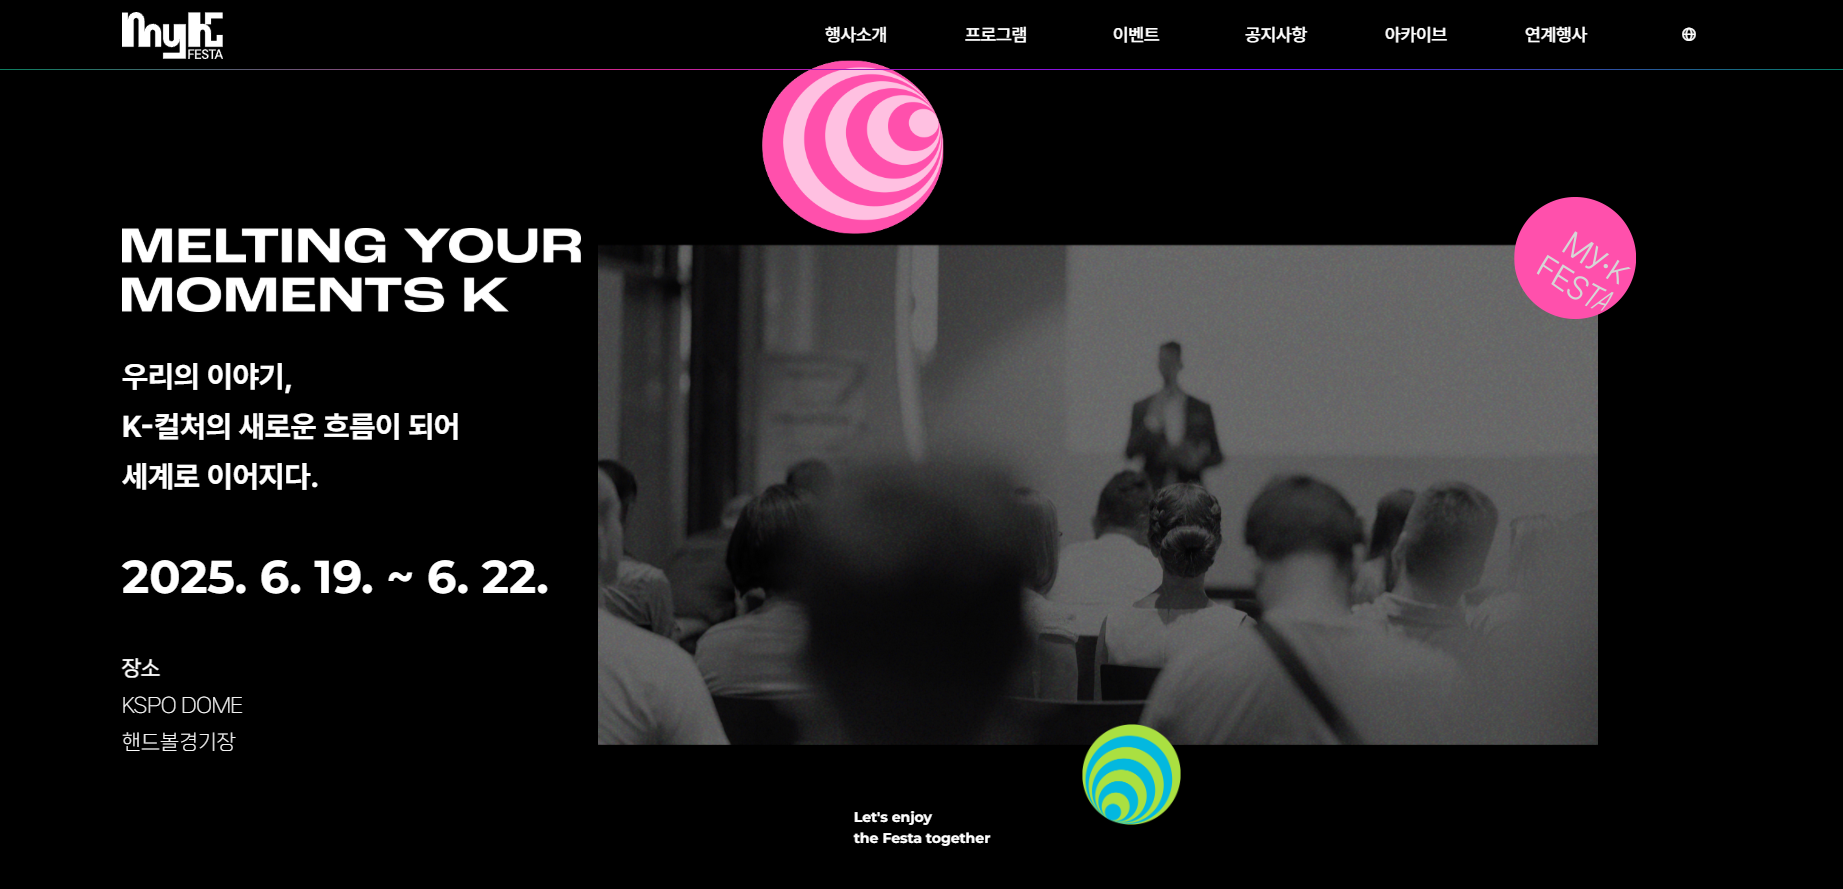 myK
FESTA
행사소개
프로그램
이벤트
공지사항
아카이브
연계행사
MELTING YOUR
MOMENTS K
우리의 이야기,
K-컬처의 새로운 흐름이 되어
세계로 이어지다.
2025. 6. 19. ~ 6. 22.
장소
KSPO DOME
핸드볼경기장
My·K
FESTA
Let's enjoy
the Festa together